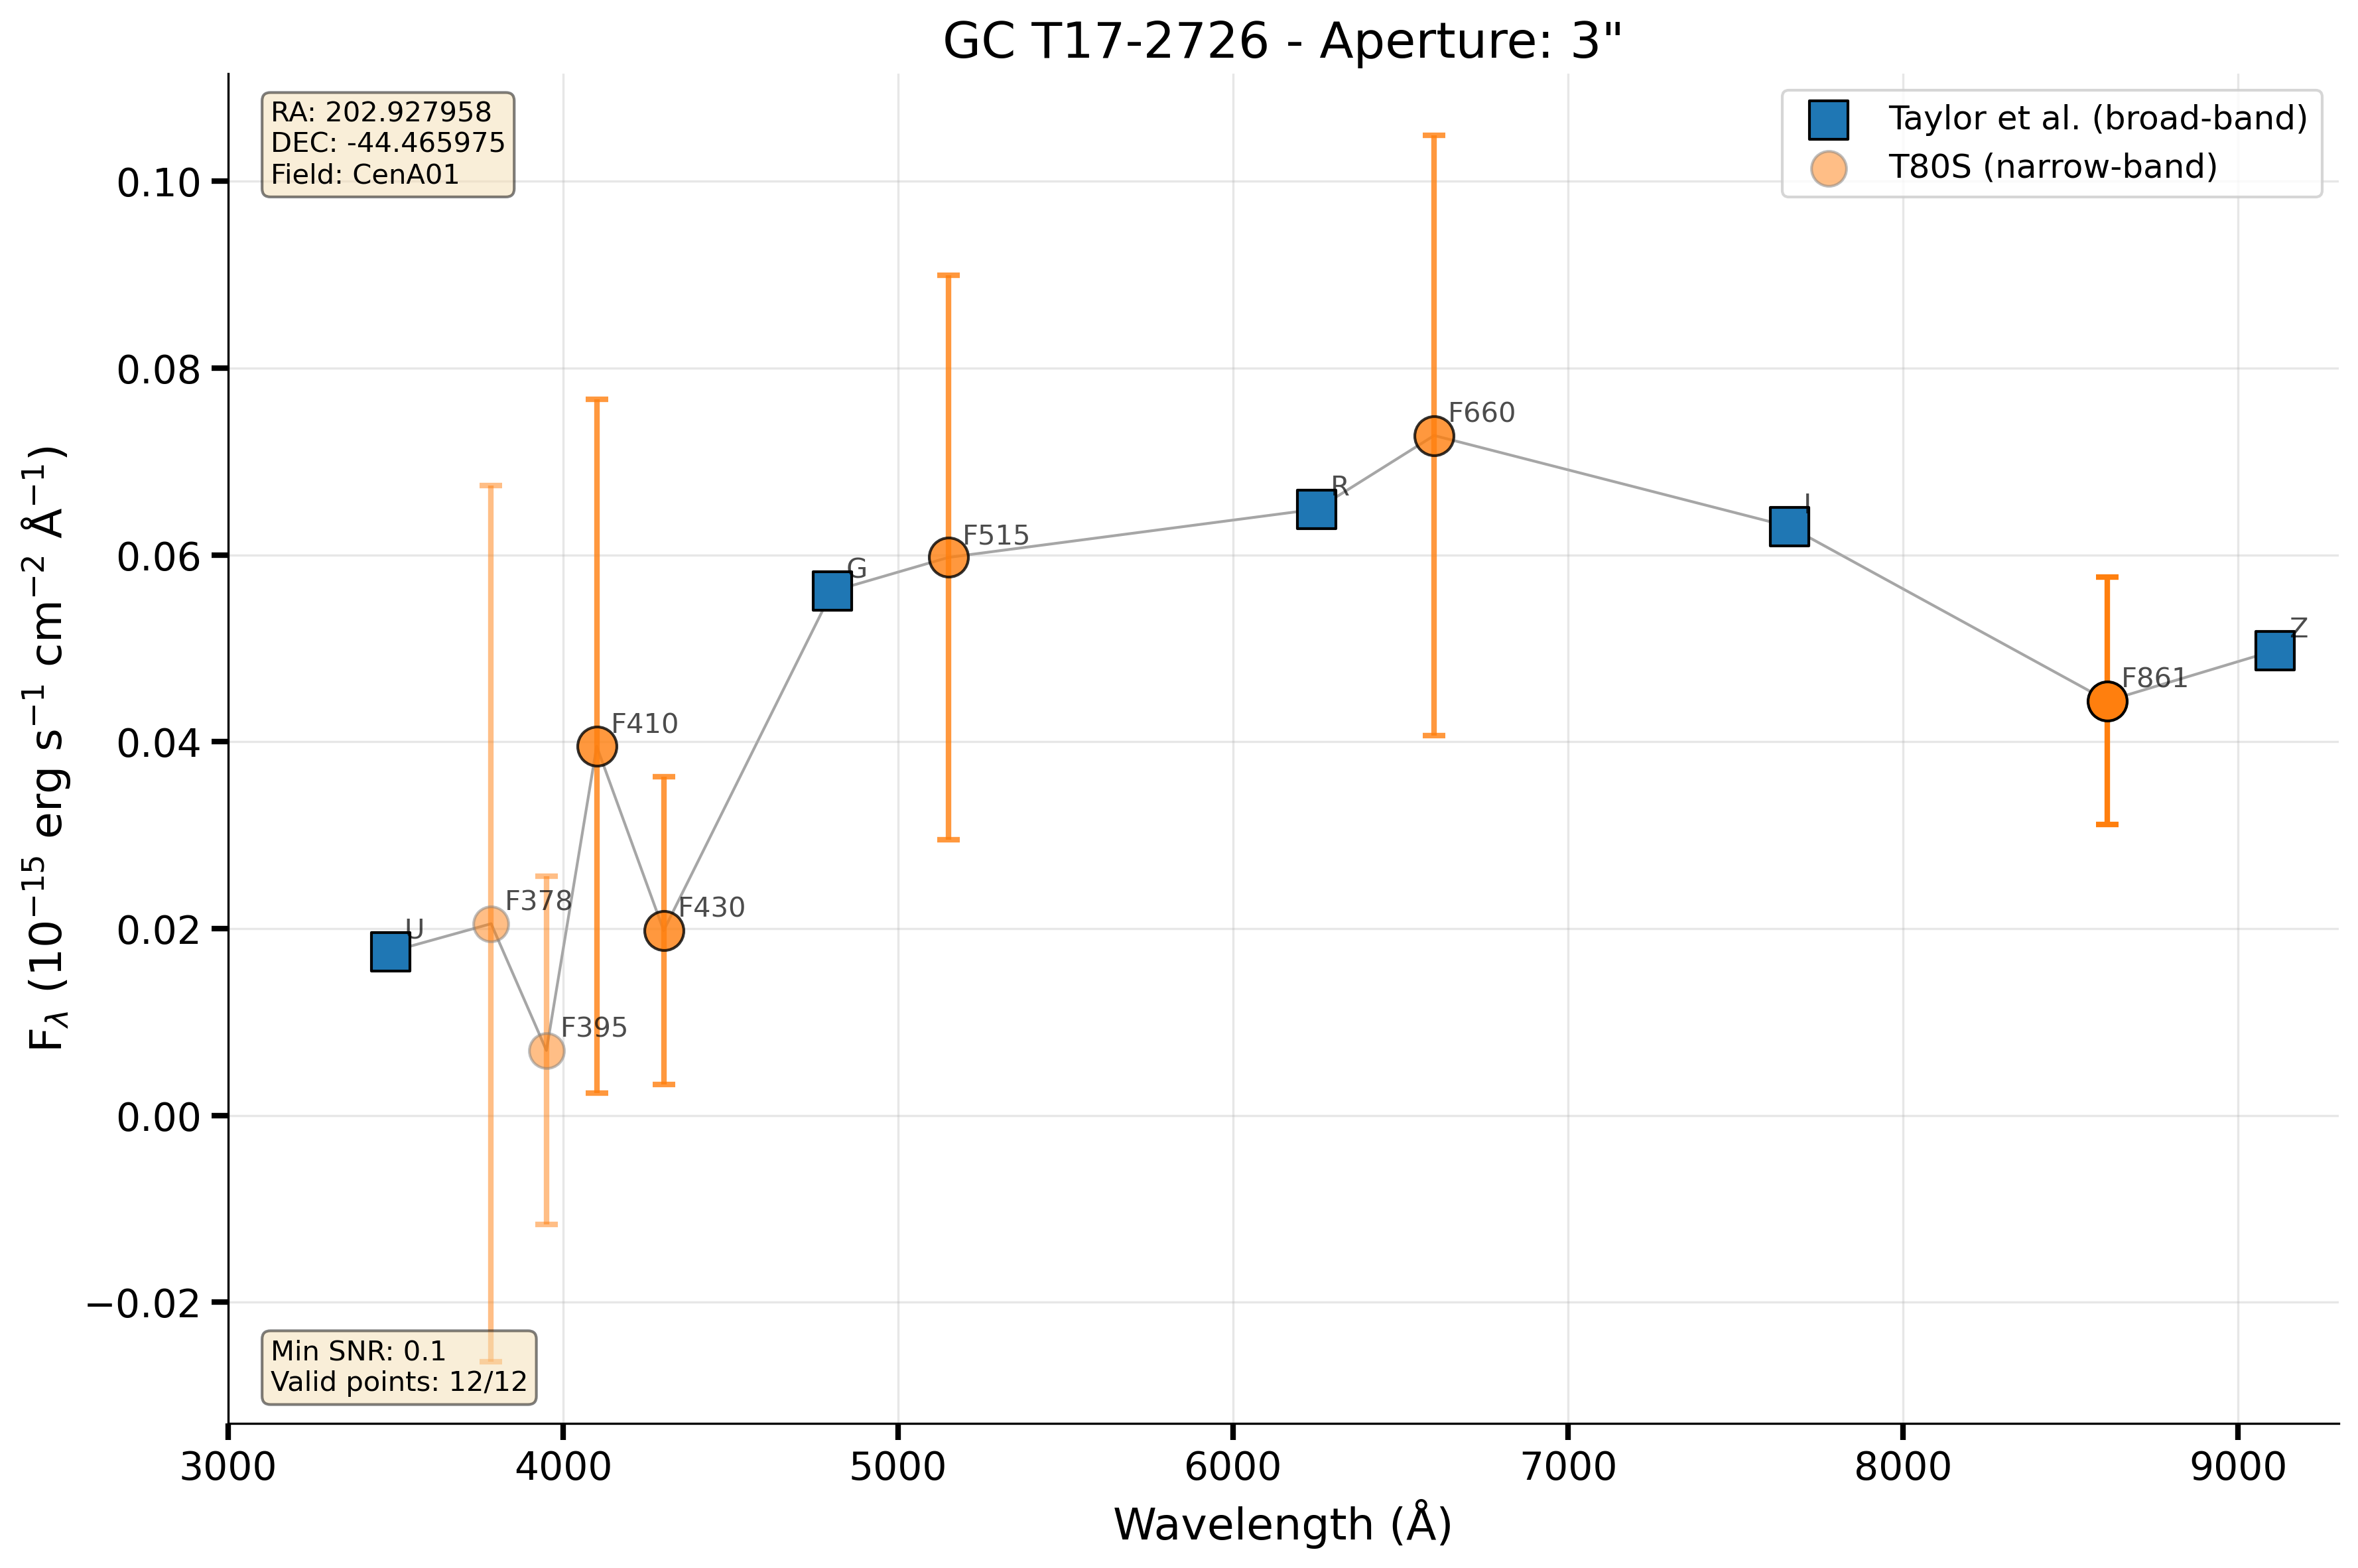 GC T17-2726 - Aperture: 3"
RA: 202.927958
DEC: -44.465975
Field: CenA01
Taylor et al. (broad-band)
T80S (narrow-band)
0.10
0.08
0.06
0.04
0.02
0.00
−0.02
F_λ (10⁻¹⁵ erg s⁻¹ cm⁻² Å⁻¹)
U
F378
F395
F410
F430
G
F515
R
F660
I
F861
Z
Min SNR: 0.1
Valid points: 12/12
3000 4000 5000 6000 7000 8000 9000
Wavelength (Å)